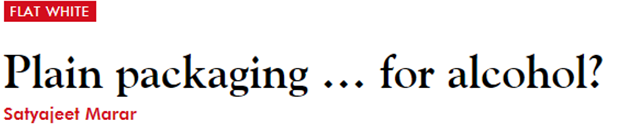 FLAT WHITE
Plain packaging ... for alcohol?
Satyajeet Marar